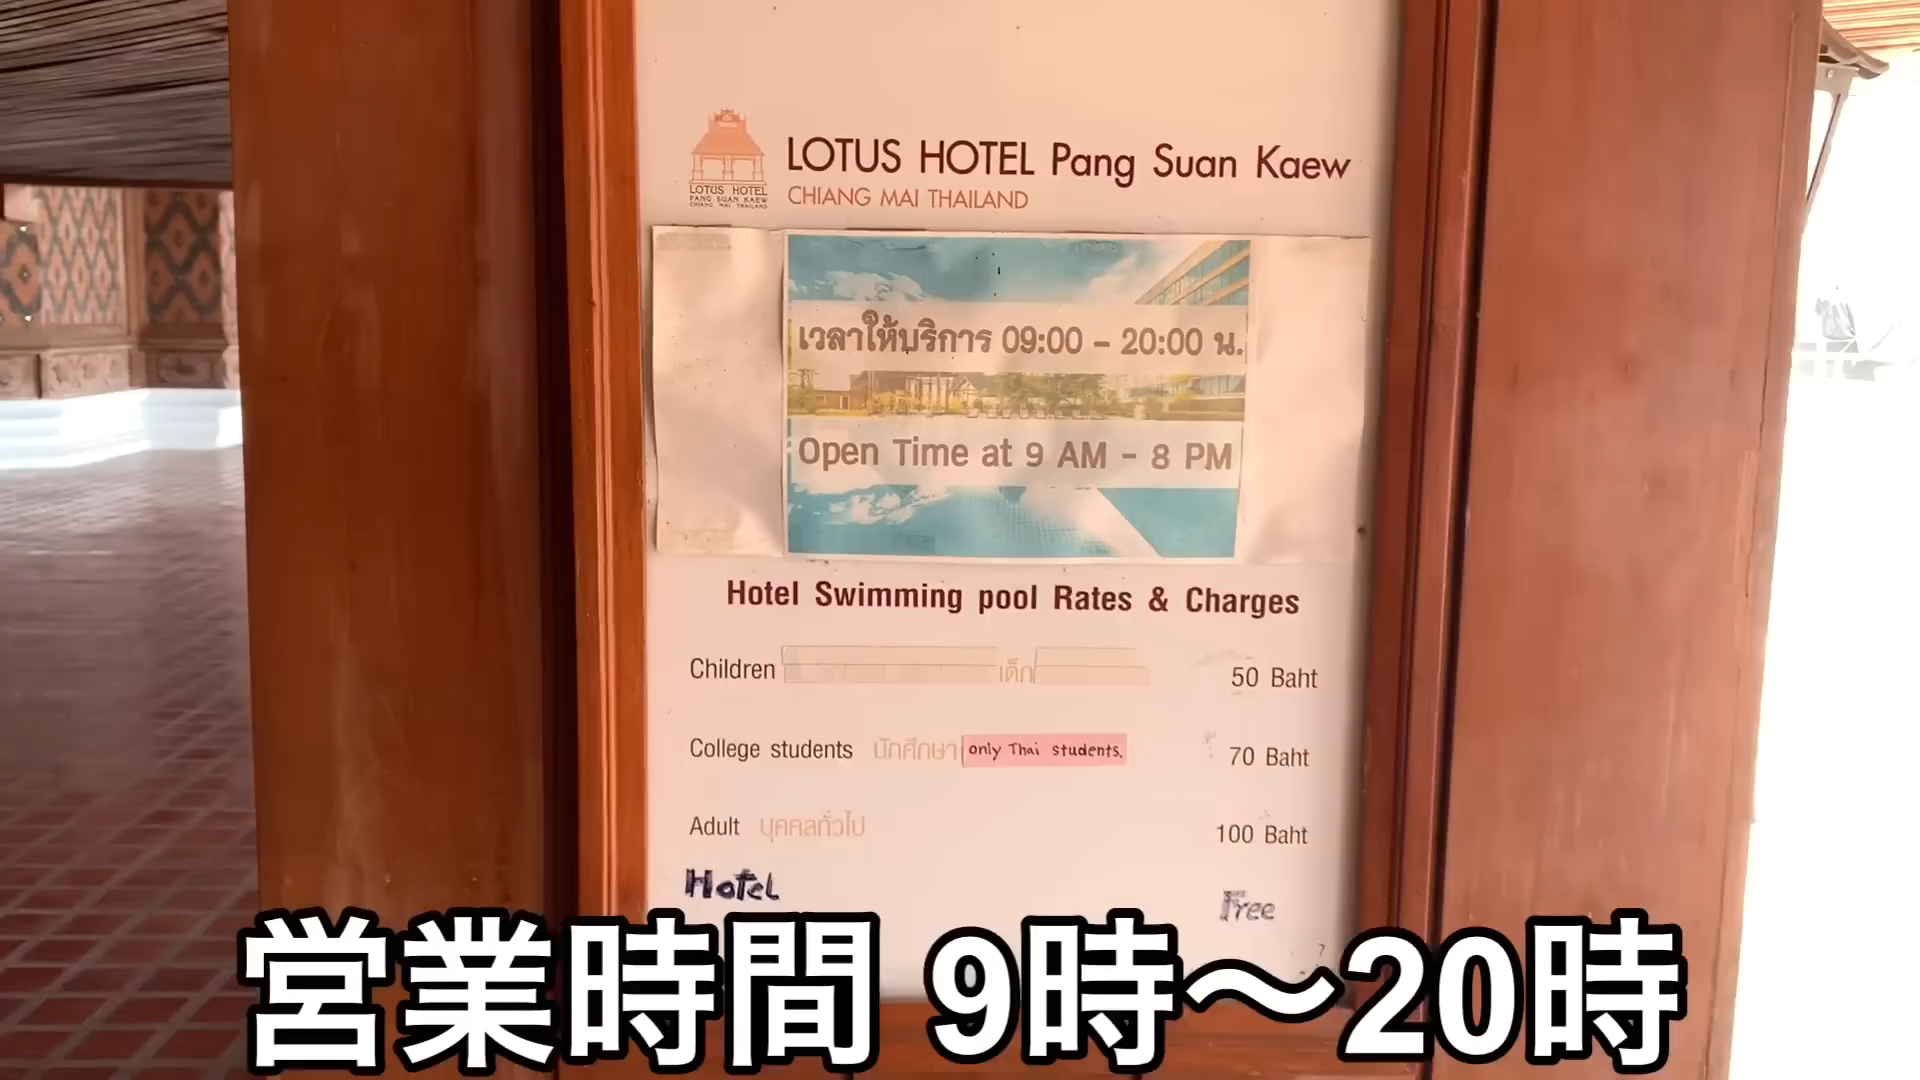 LOTUS HOTEL Pang Suan Kaew
CHIANG MAI THAILAND
LOTUS HOTEL
PANG SUAN KAEW
CHIANG MAI THAILAND
เวลาให้บริการ 09:00 - 20:00 น.
Open Time at 9 AM - 8 PM
Hotel Swimming pool Rates & Charges
Children เด็ก 50 Baht
College students นักศึกษา only Thai students. 70 Baht
Adult บุคคลทั่วไป 100 Baht
Hotel Free
営業時間 9時～20時